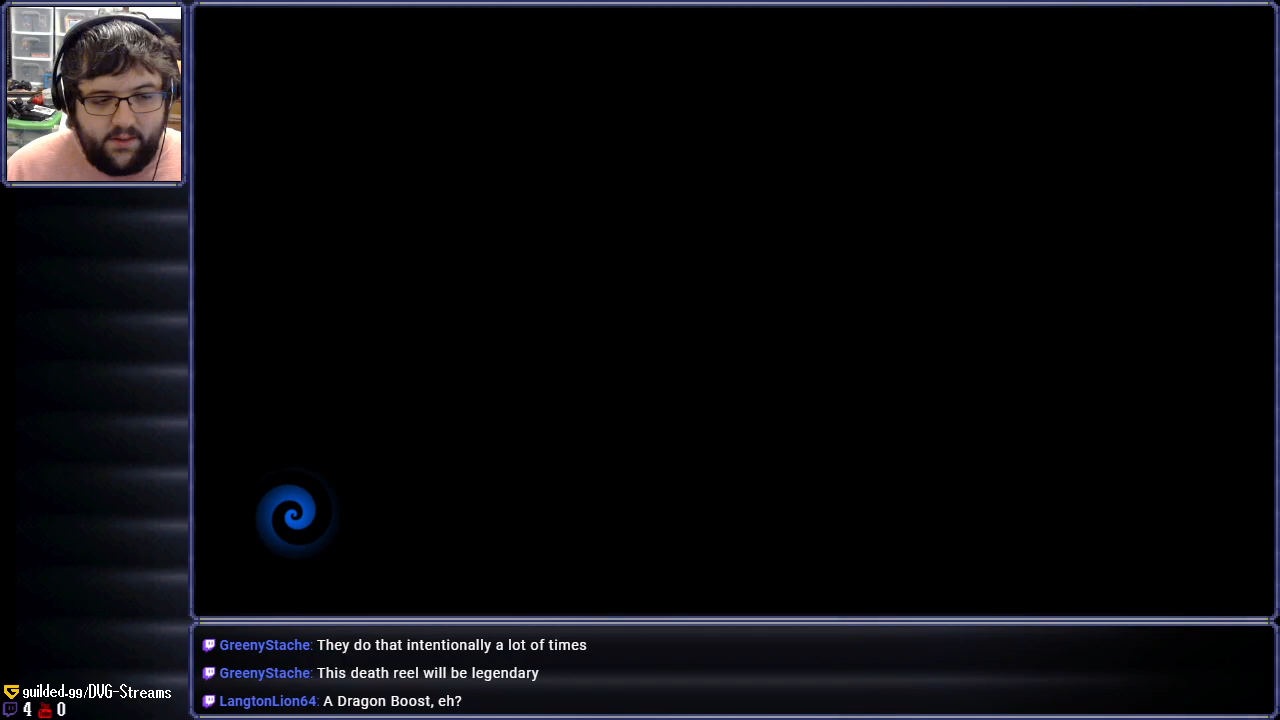 GreenyStache: They do that intentionally a lot of times
GreenyStache: This death reel will be legendary
LangtonLion64: A Dragon Boost, eh?
guilded.gg/DVG-Streams
4 0